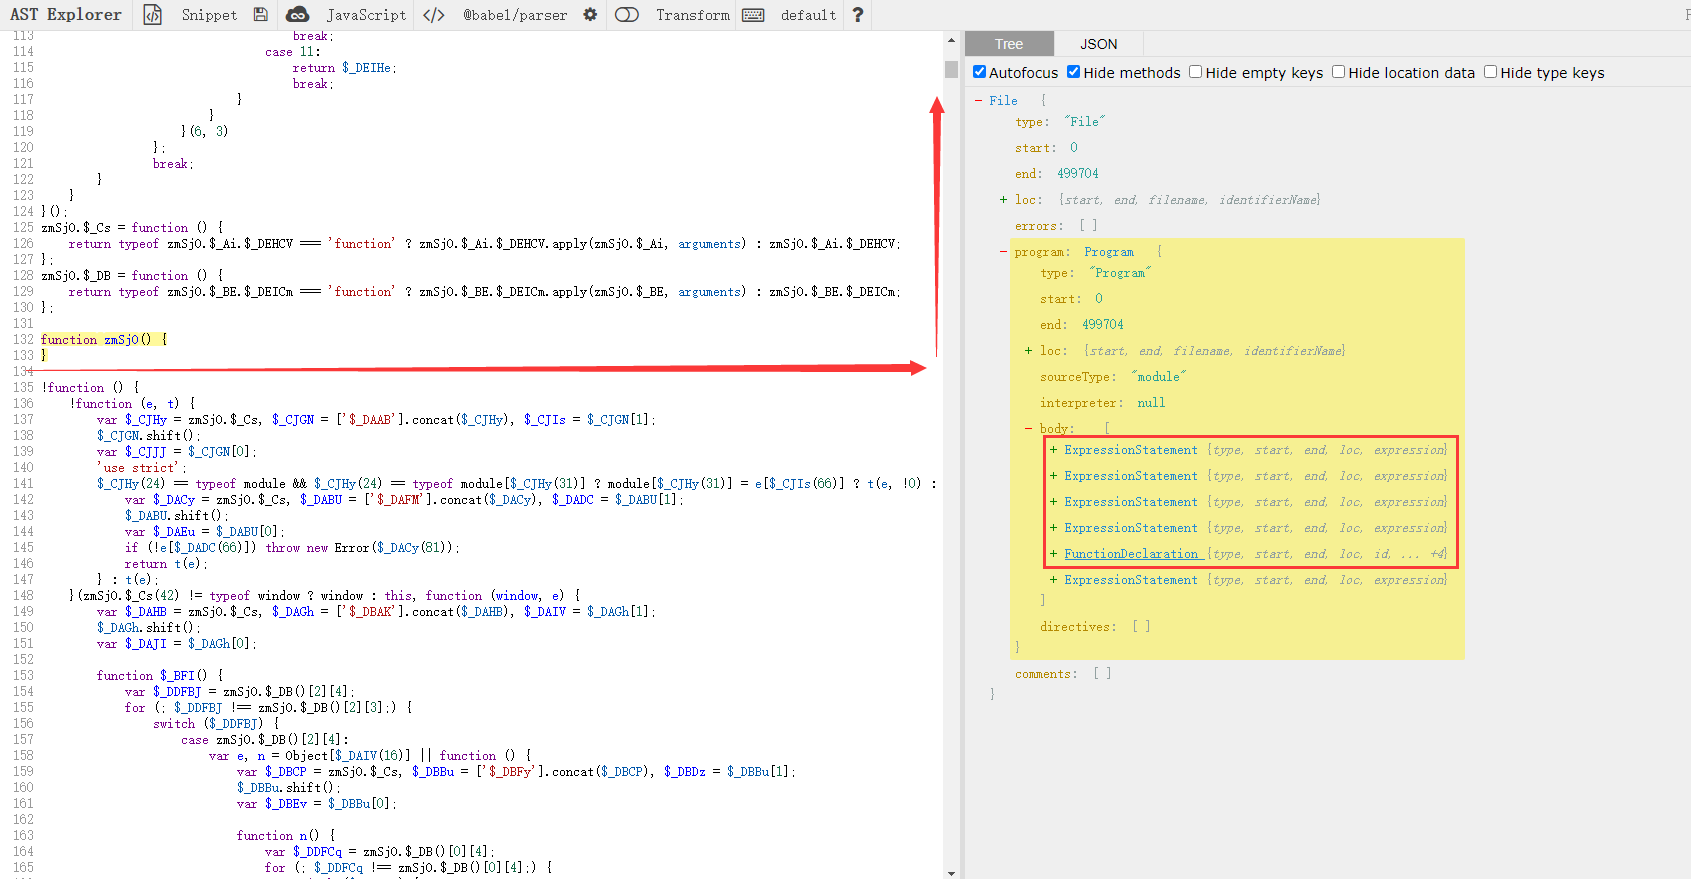 AST Explorer Snippet JavaScript </> @babel/parser Transform default ?
113 break;
114 case 11:
115 return $_DEIHe;
116 break;
117 }
118 }
119 }(6, 3)
120 };
121 break;
122 }
123 }
124 }();
125 zmSj0.$_Cs = function () {
126 return typeof zmSj0.$_Ai.$_DEHCV === 'function' ? zmSj0.$_Ai.$_DEHCV.apply(zmSj0.$_Ai, arguments) : zmSj0.$_Ai.$_DEHCV;
127 };
128 zmSj0.$_DB = function () {
129 return typeof zmSj0.$_BE.$_DEICm === 'function' ? zmSj0.$_BE.$_DEICm.apply(zmSj0.$_BE, arguments) : zmSj0.$_BE.$_DEICm;
130 };
131
132 function zmSj0() {
133 }
134
135 !function () {
136 !function (e, t) {
137 var $_CJHy = zmSj0.$_Cs, $_CJGN = ['$_DAAB'].concat($_CJHy), $_CJIs = $_CJGN[1];
138 $_CJGN.shift();
139 var $_CJJJ = $_CJGN[0];
140 'use strict';
141 $_CJHy(24) == typeof module && $_CJHy(24) == typeof module[$_CJHy(31)] ? module[$_CJHy(31)] = e[$_CJIs(66)] ? t(e, !0) :
142 var $_DACy = zmSj0.$_Cs, $_DABU = ['$_DAFM'].concat($_DACy), $_DADC = $_DABU[1];
143 $_DABU.shift();
144 var $_DAEu = $_DABU[0];
145 if (!e[$_DADC(66)]) throw new Error($_DACy(81));
146 return t(e);
147 } : t(e);
148 }(zmSj0.$_Cs(42) != typeof window ? window : this, function (window, e) {
149 var $_DAHB = zmSj0.$_Cs, $_DAGh = ['$_DBAK'].concat($_DAHB), $_DAIV = $_DAGh[1];
150 $_DAGh.shift();
151 var $_DAJI = $_DAGh[0];
152
153 function $_BFI() {
154 var $_DDFBJ = zmSj0.$_DB()[2][4];
155 for (; $_DDFBJ !== zmSj0.$_DB()[2][3];) {
156 switch ($_DDFBJ) {
157 case zmSj0.$_DB()[2][4]:
158 var e, n = Object[$_DAIV(16)] || function () {
159 var $_DBCP = zmSj0.$_Cs, $_DBBu = ['$_DBFy'].concat($_DBCP), $_DBDz = $_DBBu[1];
160 $_DBBu.shift();
161 var $_DBEv = $_DBBu[0];
162
163 function n() {
164 var $_DDFCq = zmSj0.$_DB()[0][4];
165 for (; $_DDFCq !== zmSj0.$_DB()[0][4];) {
Tree JSON
Autofocus Hide methods Hide empty keys Hide location data Hide type keys
- File {
type: "File"
start: 0
end: 499704
+ loc: {start, end, filename, identifierName}
errors: [ ]
- program: Program {
type: "Program"
start: 0
end: 499704
+ loc: {start, end, filename, identifierName}
sourceType: "module"
interpreter: null
- body: [
+ ExpressionStatement {type, start, end, loc, expression}
+ ExpressionStatement {type, start, end, loc, expression}
+ ExpressionStatement {type, start, end, loc, expression}
+ ExpressionStatement {type, start, end, loc, expression}
+ FunctionDeclaration {type, start, end, loc, id, ... +4}
+ ExpressionStatement {type, start, end, loc, expression}
]
directives: [ ]
}
comments: [ ]
}